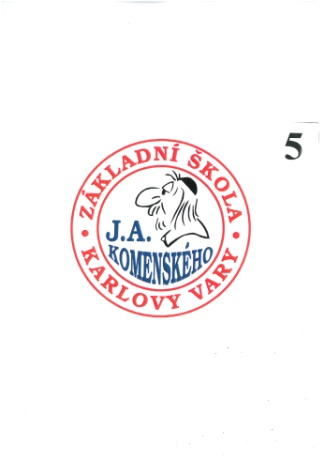 5
ZÁKLADNÍ ŠKOLA
J.A.
KOMENSKÉHO
KARLOVY VARY